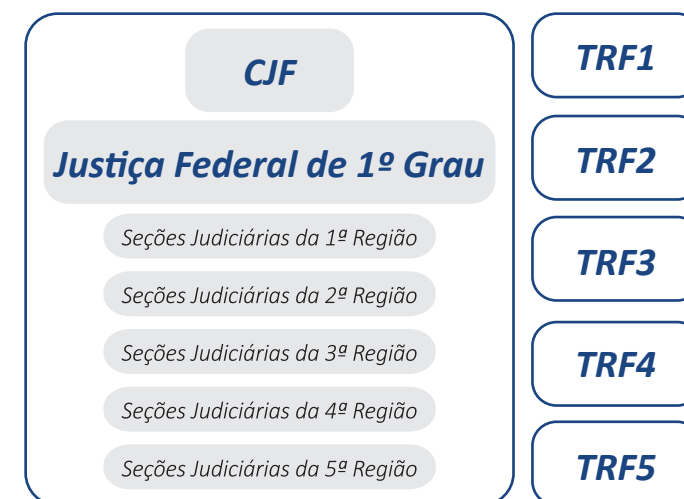 CJF
Justiça Federal de 1º Grau
Seções Judiciárias da 1ª Região
Seções Judiciárias da 2ª Região
Seções Judiciárias da 3ª Região
Seções Judiciárias da 4ª Região
Seções Judiciárias da 5ª Região
TRF1
TRF2
TRF3
TRF4
TRF5